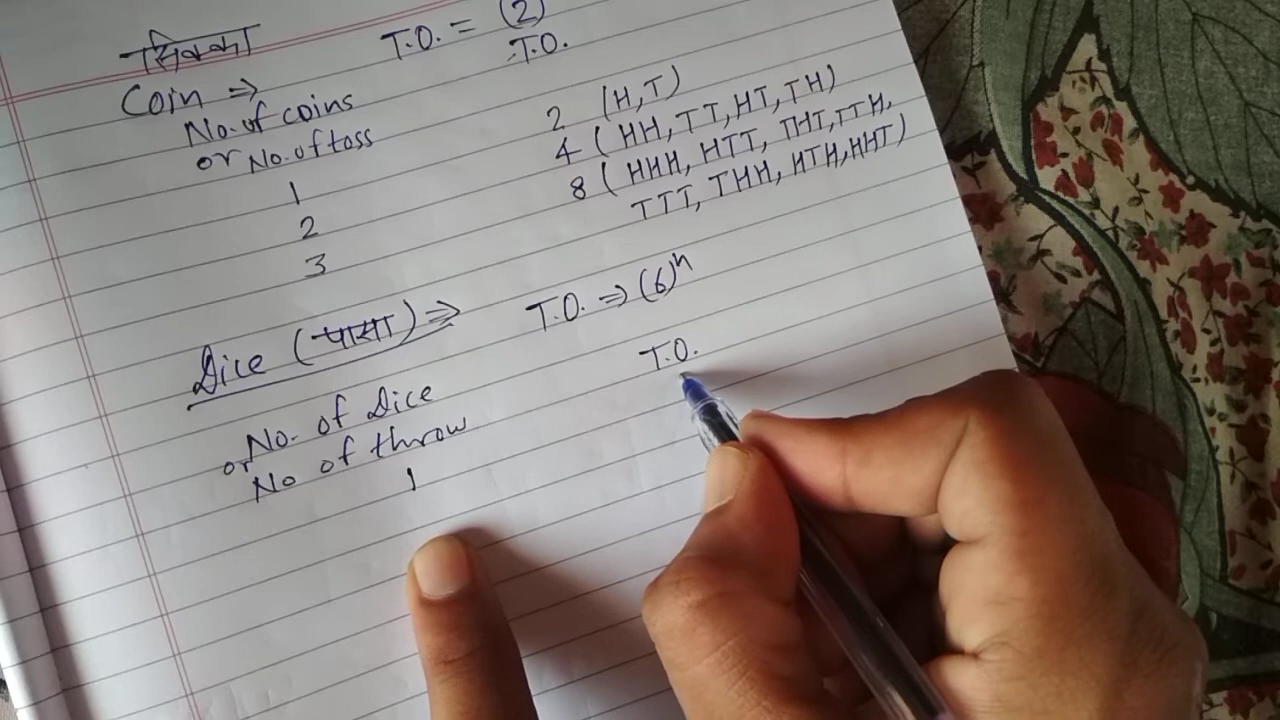 सिक्का
Coin ⇒ T.O. = (2)
No. of coins T.O.
or No. of toss
1 2 (H,T)
2 4 (HH, TT, HT, TH)
3 8 (HHH, HTT, THT, TTH,
TTT, THH, HTH, HHT)
Dice (पासा) ⇒ T.O. ⇒ (6)ⁿ
No. of Dice T.O.
or No of throw
1